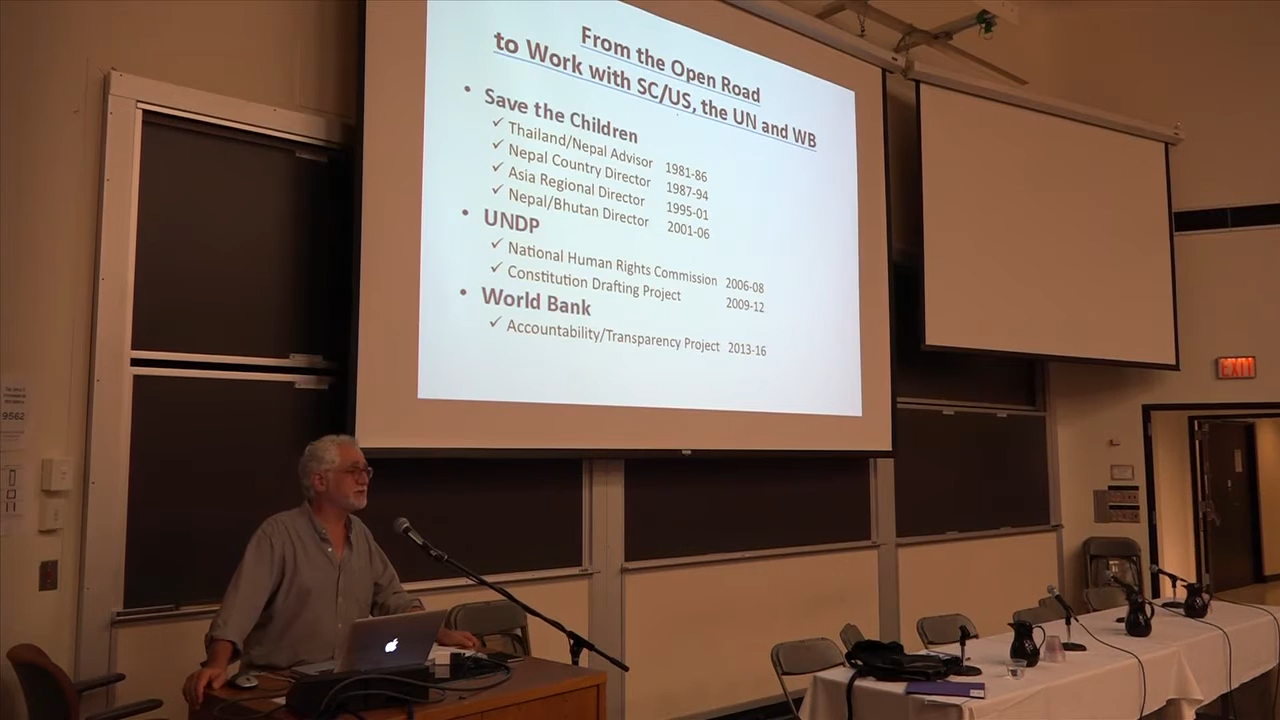 From the Open Road
to Work with SC/US, the UN and WB
• Save the Children
✓ Thailand/Nepal Advisor 1981-86
✓ Nepal Country Director 1987-94
✓ Asia Regional Director 1995-01
✓ Nepal/Bhutan Director 2001-06
• UNDP
✓ National Human Rights Commission 2006-08
✓ Constitution Drafting Project 2009-12
• World Bank
✓ Accountability/Transparency Project 2013-16
EXIT
9562